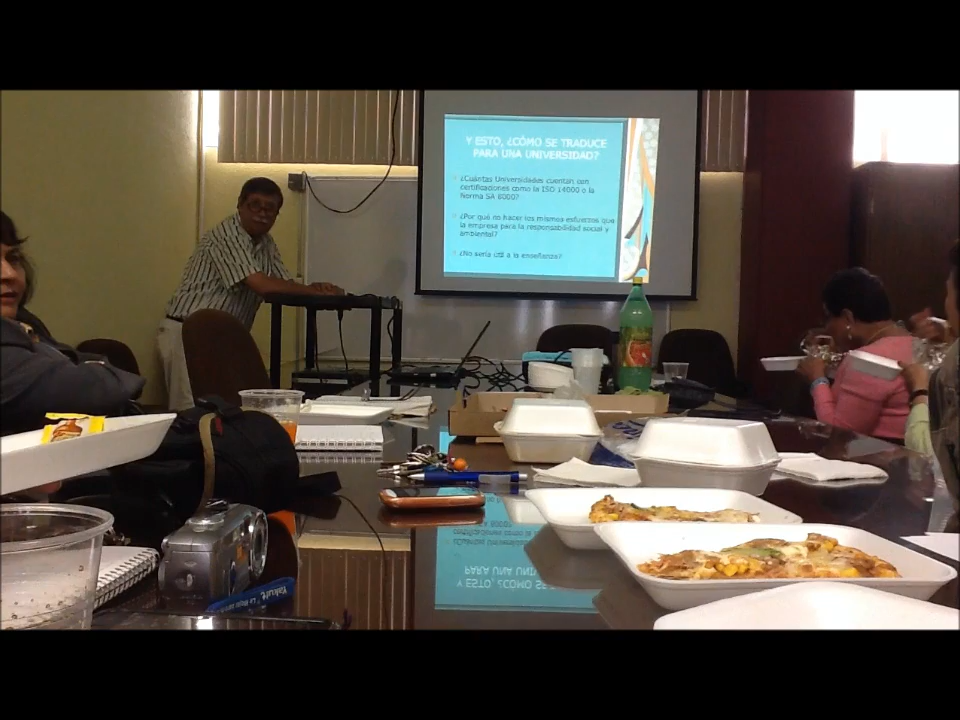 Y ESTO, ¿CÓMO SE TRADUCE
PARA UNA UNIVERSIDAD?
¿Cuántas Universidades cuentan con
certificaciones como la ISO 14000 o la
Norma SA 8000?
¿Por qué no hacer los mismos esfuerzos que
la empresa para la responsabilidad social y
ambiental?
¿No sería útil a la enseñanza?
Yakult